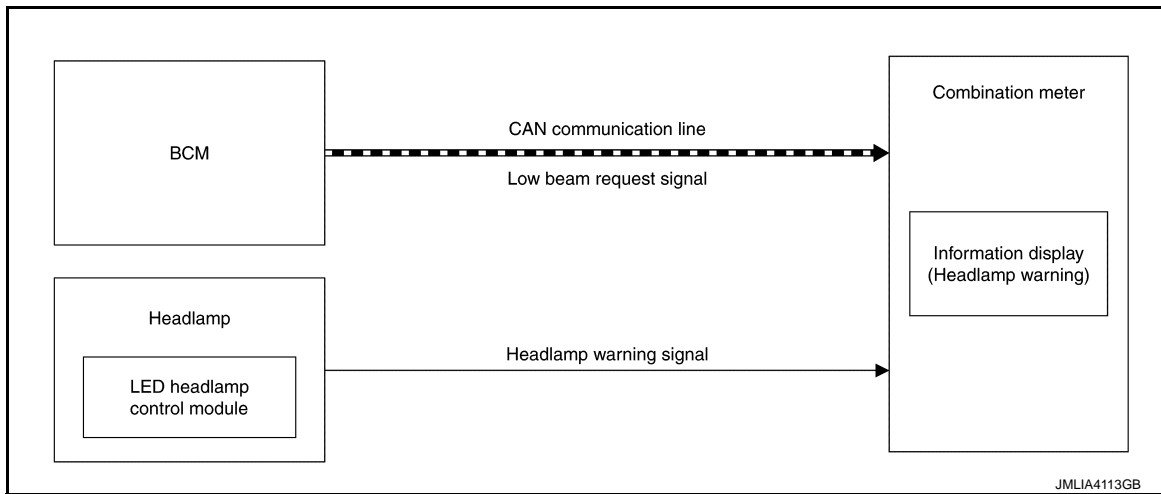 BCM
CAN communication line
Low beam request signal
Combination meter
Information display
(Headlamp warning)
Headlamp
LED headlamp
control module
Headlamp warning signal
JMLIA4113GB